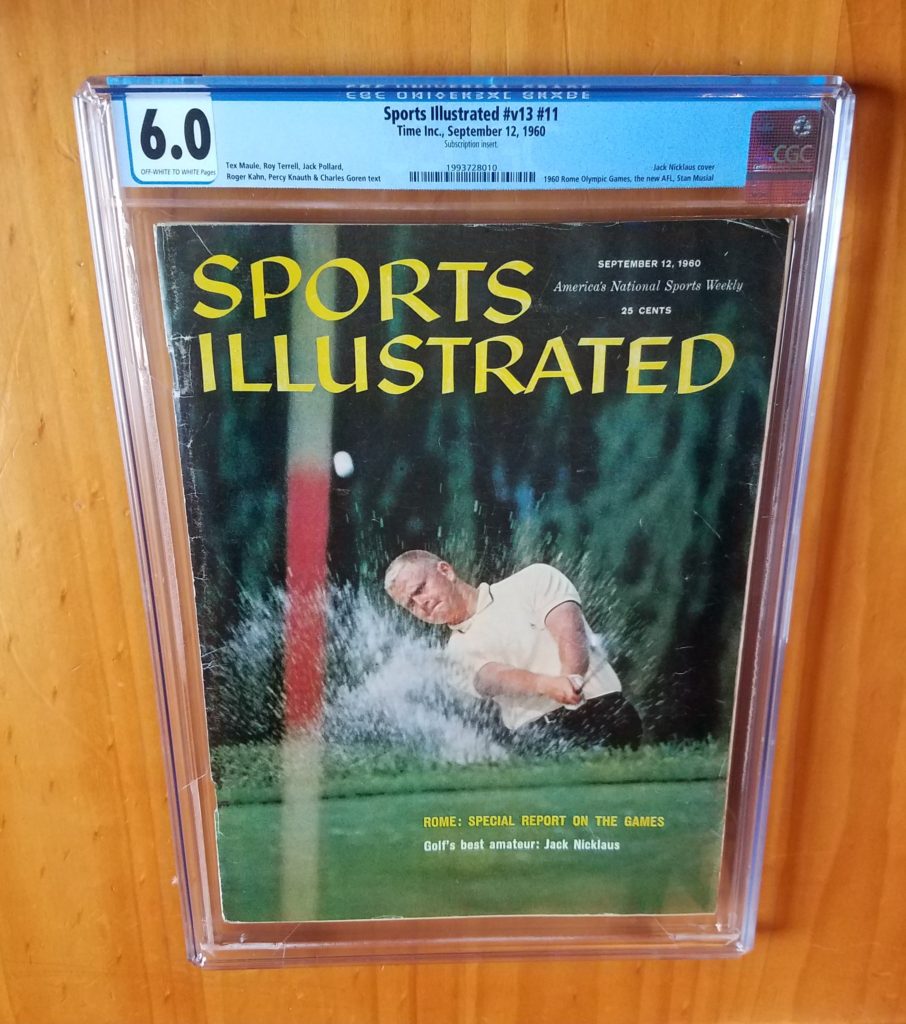 CGC UNIVERSAL GRADE
6.0
OFF-WHITE TO WHITE Pages
Sports Illustrated #v13 #11
Time Inc., September 12, 1960
Subscription insert.
Tex Maule, Roy Terrell, Jack Pollard,
Roger Kahn, Percy Knauth & Charles Goren text
1993728010
Jack Nicklaus cover
1960 Rome Olympic Games, the new AFL, Stan Musial
CGC
SPORTS
ILLUSTRATED
SEPTEMBER 12, 1960
America's National Sports Weekly
25 CENTS
ROME: SPECIAL REPORT ON THE GAMES
Golf's best amateur: Jack Nicklaus